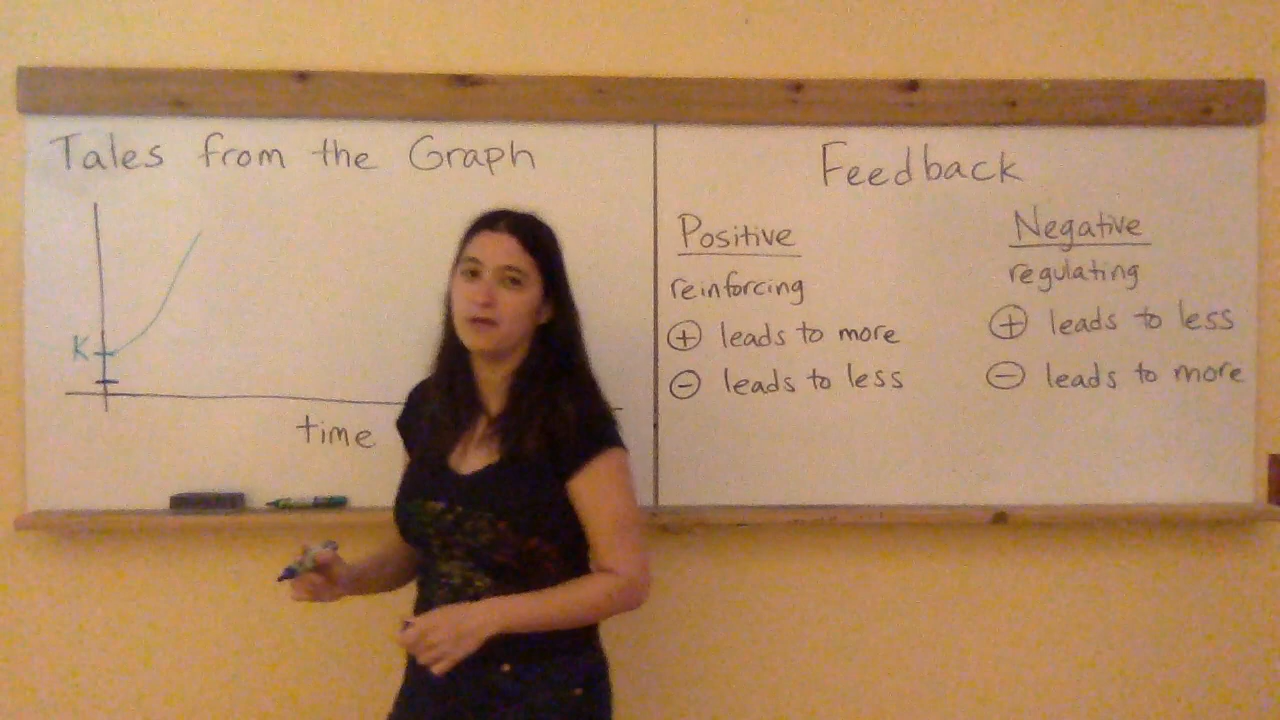 Tales from the Graph
K
time
Feedback
Positive
reinforcing
⊕ leads to more
⊖ leads to less
Negative
regulating
⊕ leads to less
⊖ leads to more